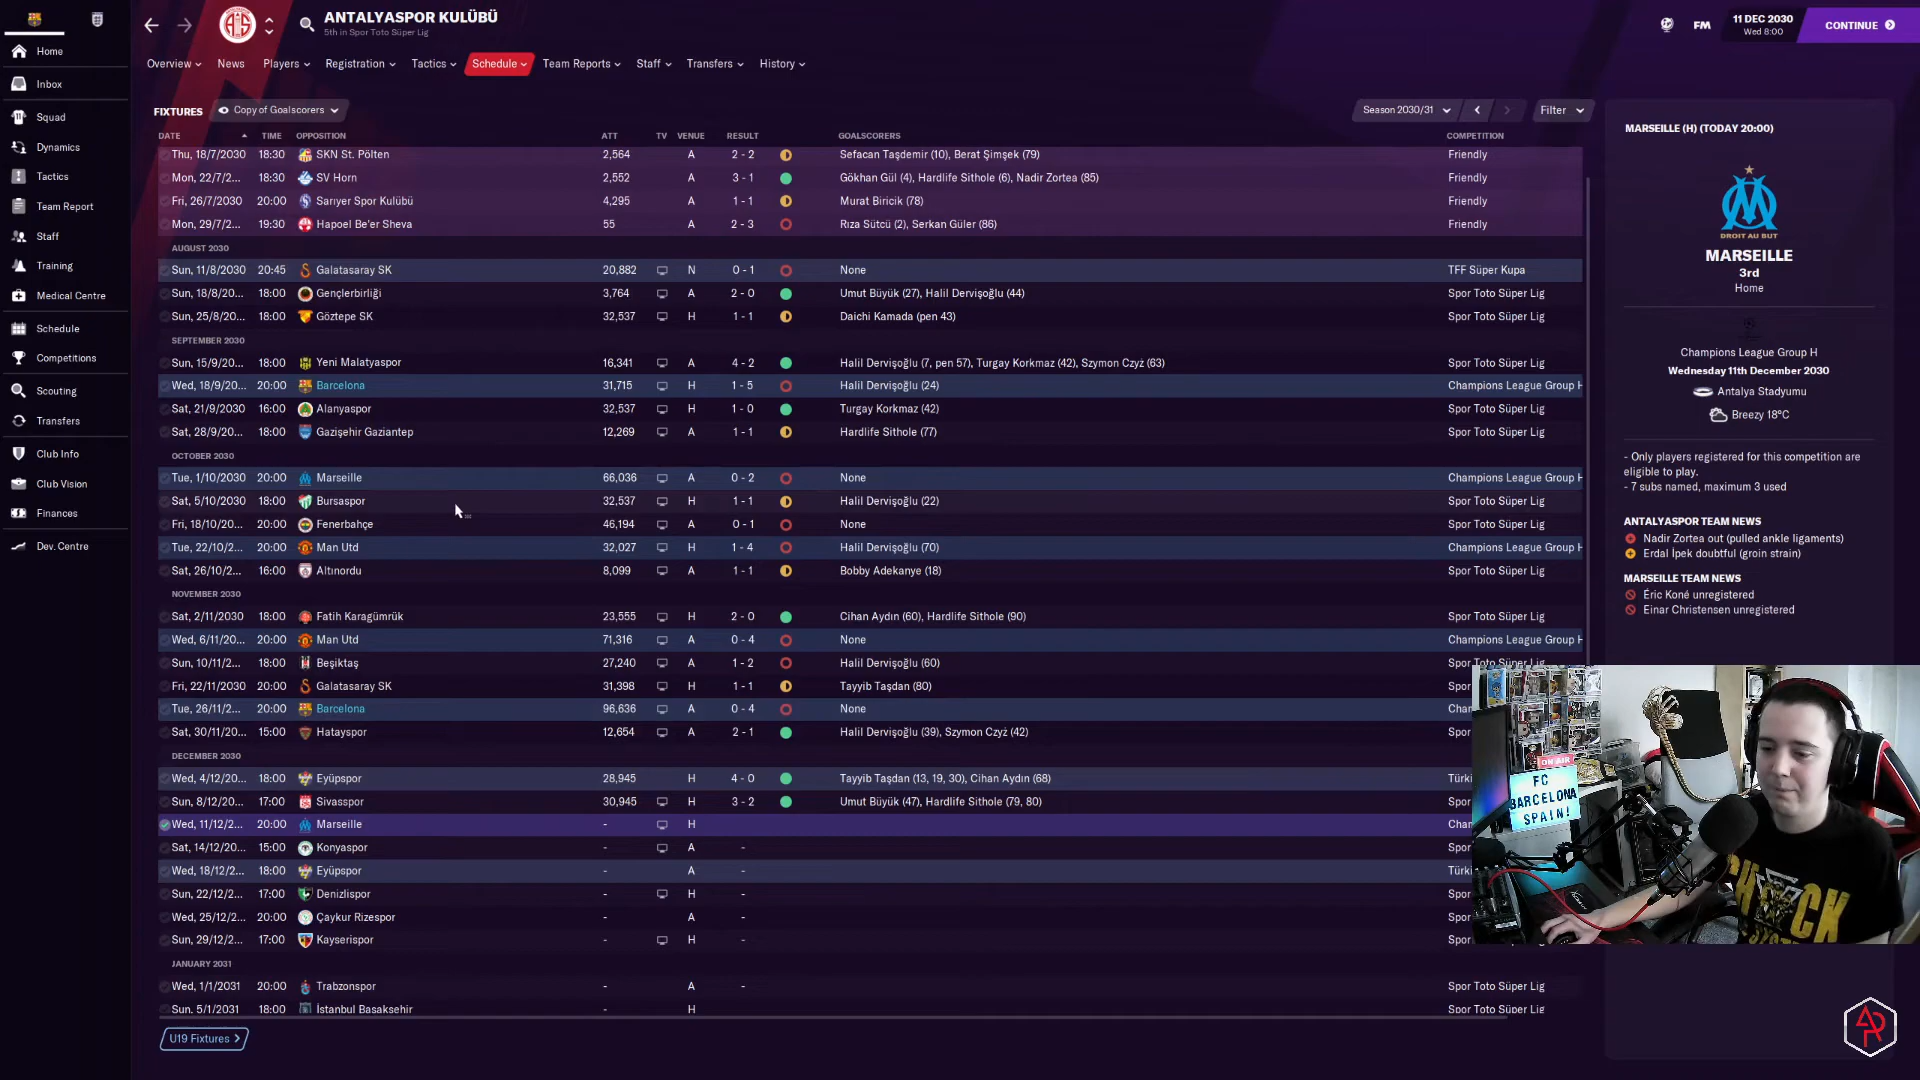 ANTALYASPOR KULÜBÜ
5th in Spor Toto Süper Lig
11 DEC 2030
Wed 8:00
FM
CONTINUE
Home
Inbox
Squad
Dynamics
Tactics
Team Report
Staff
Training
Medical Centre
Schedule
Competitions
Scouting
Transfers
Club Info
Club Vision
Finances
Dev. Centre
Overview News Players Registration Tactics Schedule Team Reports Staff Transfers History
FIXTURES Copy of Goalscorers Season 2030/31 Filter
DATE TIME OPPOSITION ATT TV VENUE RESULT GOALSCORERS COMPETITION
Thu, 18/7/2030 18:30 SKN St. Pölten 2,564 A 2 - 2 Sefacan Taşdemir (10), Berat Şimşek (79) Friendly
Mon, 22/7/2... 18:30 SV Horn 2,552 A 3 - 1 Gökhan Gül (4), Hardlife Sithole (6), Nadir Zortea (85) Friendly
Fri, 26/7/2030 20:00 Sarıyer Spor Kulübü 4,295 A 1 - 1 Murat Biricik (78) Friendly
Mon, 29/7/2... 19:30 Hapoel Be'er Sheva 55 A 2 - 3 Rıza Sütcü (2), Serkan Güler (86) Friendly
AUGUST 2030
Sun, 11/8/2030 20:45 Galatasaray SK 20,882 N 0 - 1 None TFF Süper Kupa
Sun, 18/8/20... 18:00 Gençlerbirliği 3,764 A 2 - 0 Umut Büyük (27), Halil Dervişoğlu (44) Spor Toto Süper Lig
Sun, 25/8/20... 18:00 Göztepe SK 32,537 H 1 - 1 Daichi Kamada (pen 43) Spor Toto Süper Lig
SEPTEMBER 2030
Sun, 15/9/20... 18:00 Yeni Malatyaspor 16,341 A 4 - 2 Halil Dervişoğlu (7, pen 57), Turgay Korkmaz (42), Szymon Czyż (63) Spor Toto Süper Lig
Wed, 18/9/20... 20:00 Barcelona 31,715 H 1 - 5 Halil Dervişoğlu (24) Champions League Group H
Sat, 21/9/2030 16:00 Alanyaspor 32,537 H 1 - 0 Turgay Korkmaz (42) Spor Toto Süper Lig
Sat, 28/9/20... 18:00 Gazişehir Gaziantep 12,269 A 1 - 1 Hardlife Sithole (77) Spor Toto Süper Lig
OCTOBER 2030
Tue, 1/10/2030 20:00 Marseille 66,036 A 0 - 2 None Champions League Group H
Sat, 5/10/2030 18:00 Bursaspor 32,537 H 1 - 1 Halil Dervişoğlu (22) Spor Toto Süper Lig
Fri, 18/10/20... 20:00 Fenerbahçe 46,194 A 0 - 1 None Spor Toto Süper Lig
Tue, 22/10/2... 20:00 Man Utd 32,027 H 1 - 4 Halil Dervişoğlu (70) Champions League Group H
Sat, 26/10/2... 16:00 Altınordu 8,099 A 1 - 1 Bobby Adekanye (18) Spor Toto Süper Lig
NOVEMBER 2030
Sat, 2/11/2030 18:00 Fatih Karagümrük 23,555 H 2 - 0 Cihan Aydın (60), Hardlife Sithole (90) Spor Toto Süper Lig
Wed, 6/11/20... 20:00 Man Utd 71,316 A 0 - 4 None Champions League Group H
Sun, 10/11/2... 18:00 Beşiktaş 27,240 A 1 - 2 Halil Dervişoğlu (60) Spor Toto Süper Lig
Fri, 22/11/2030 20:00 Galatasaray SK 31,398 H 1 - 1 Tayyib Taşdan (80) Spor
Tue, 26/11/2... 20:00 Barcelona 96,636 A 0 - 4 None Cham
Sat, 30/11/20... 15:00 Hatayspor 12,654 A 2 - 1 Halil Dervişoğlu (39), Szymon Czyż (42) Spor
DECEMBER 2030
Wed, 4/12/20... 18:00 Eyüpspor 28,945 H 4 - 0 Tayyib Taşdan (13, 19, 30), Cihan Aydın (68) Türki
Sun, 8/12/20... 17:00 Sivasspor 30,945 H 3 - 2 Umut Büyük (47), Hardlife Sithole (79, 80) Spor
Wed, 11/12/2... 20:00 Marseille - H Cham
Sat, 14/12/20... 15:00 Konyaspor - A - Spor
Wed, 18/12/2... 18:00 Eyüpspor - A - Türki
Sun, 22/12/2... 17:00 Denizlispor - H - Spor
Wed, 25/12/2... 20:00 Çaykur Rizespor - A - Spor
Sun, 29/12/2... 17:00 Kayserispor - H - Spor
JANUARY 2031
Wed, 1/1/2031 20:00 Trabzonspor - A - Spor Toto Süper Lig
Sun, 5/1/2031 18:00 İstanbul Basaksehir H Spor Toto Süper Lig
U19 Fixtures
MARSEILLE (H) (TODAY 20:00)
DROIT AU BUT
MARSEILLE
3rd
Home
Champions League Group H
Wednesday 11th December 2030
Antalya Stadyumu
Breezy 18°C
- Only players registered for this competition are
eligible to play.
- 7 subs named, maximum 3 used
ANTALYASPOR TEAM NEWS
Nadir Zortea out (pulled ankle ligaments)
Erdal İpek doubtful (groin strain)
MARSEILLE TEAM NEWS
Éric Koné unregistered
Einar Christensen unregistered
ON AIR
FC
BARCELONA
SPAIN!